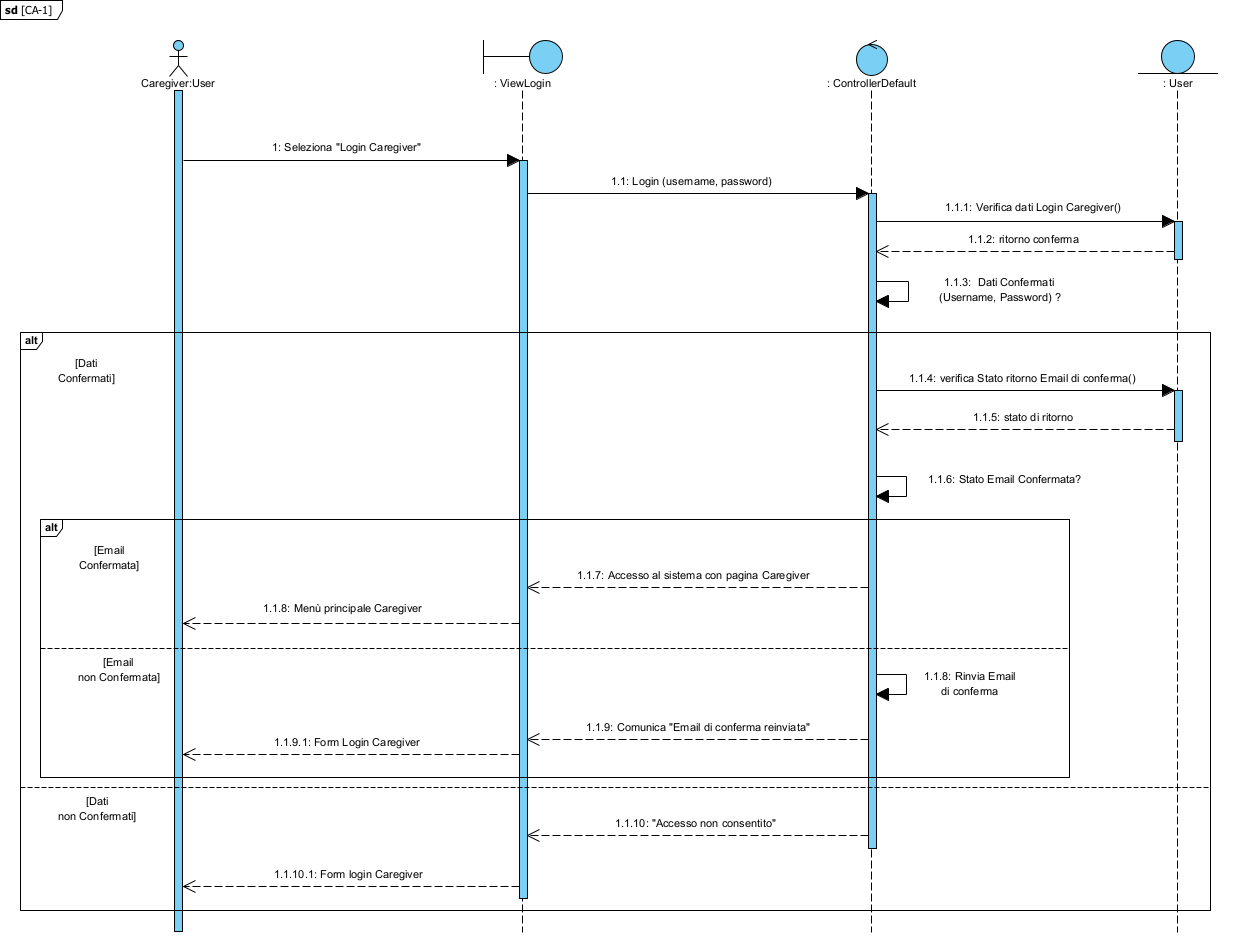 sd [CA-1]
Caregiver:User
: ViewLogin
: ControllerDefault
: User
1: Seleziona "Login Caregiver"
1.1: Login (username, password)
1.1.1: Verifica dati Login Caregiver()
1.1.2: ritorno conferma
1.1.3:  Dati Confermati
(Username, Password) ?
alt
[Dati
Confermati]
1.1.4: verifica Stato ritorno Email di conferma()
1.1.5: stato di ritorno
1.1.6: Stato Email Confermata?
alt
[Email
Confermata]
1.1.7: Accesso al sistema con pagina Caregiver
1.1.8: Menù principale Caregiver
[Email
non Confermata]
1.1.8: Rinvia Email
di conferma
1.1.9: Comunica "Email di conferma reinviata"
1.1.9.1: Form Login Caregiver
[Dati
non Confermati]
1.1.10: "Accesso non consentito"
1.1.10.1: Form login Caregiver